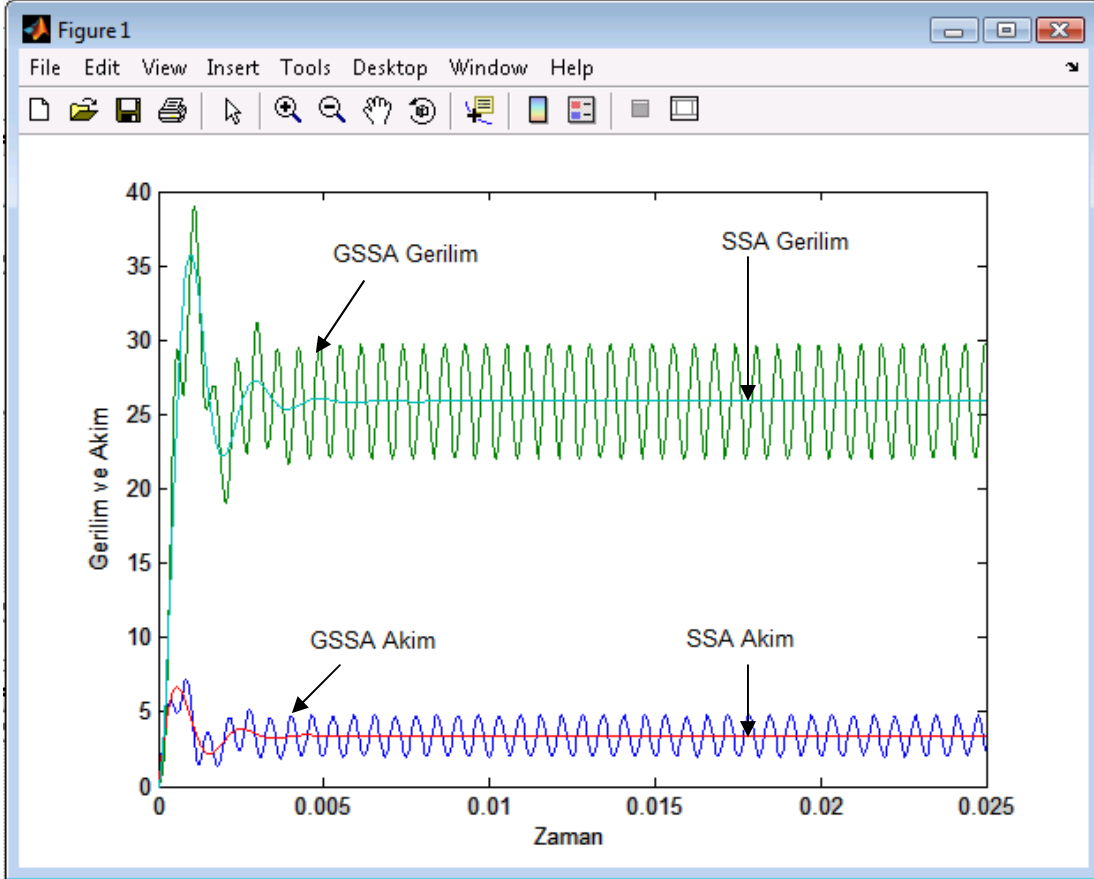 Figure 1
File Edit View Insert Tools Desktop Window Help
40
35
30
25
20
15
10
5
0
Gerilim ve Akim
GSSA Gerilim
SSA Gerilim
GSSA Akim
SSA Akim
0 0.005 0.01 0.015 0.02 0.025
Zaman